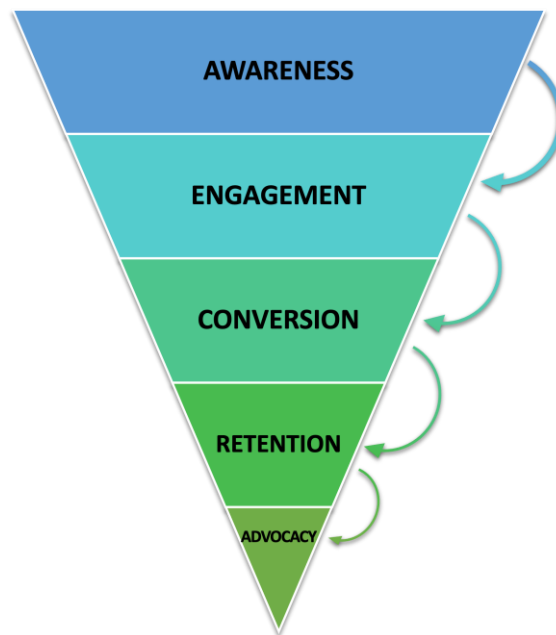 AWARENESS
ENGAGEMENT
CONVERSION
RETENTION
ADVOCACY